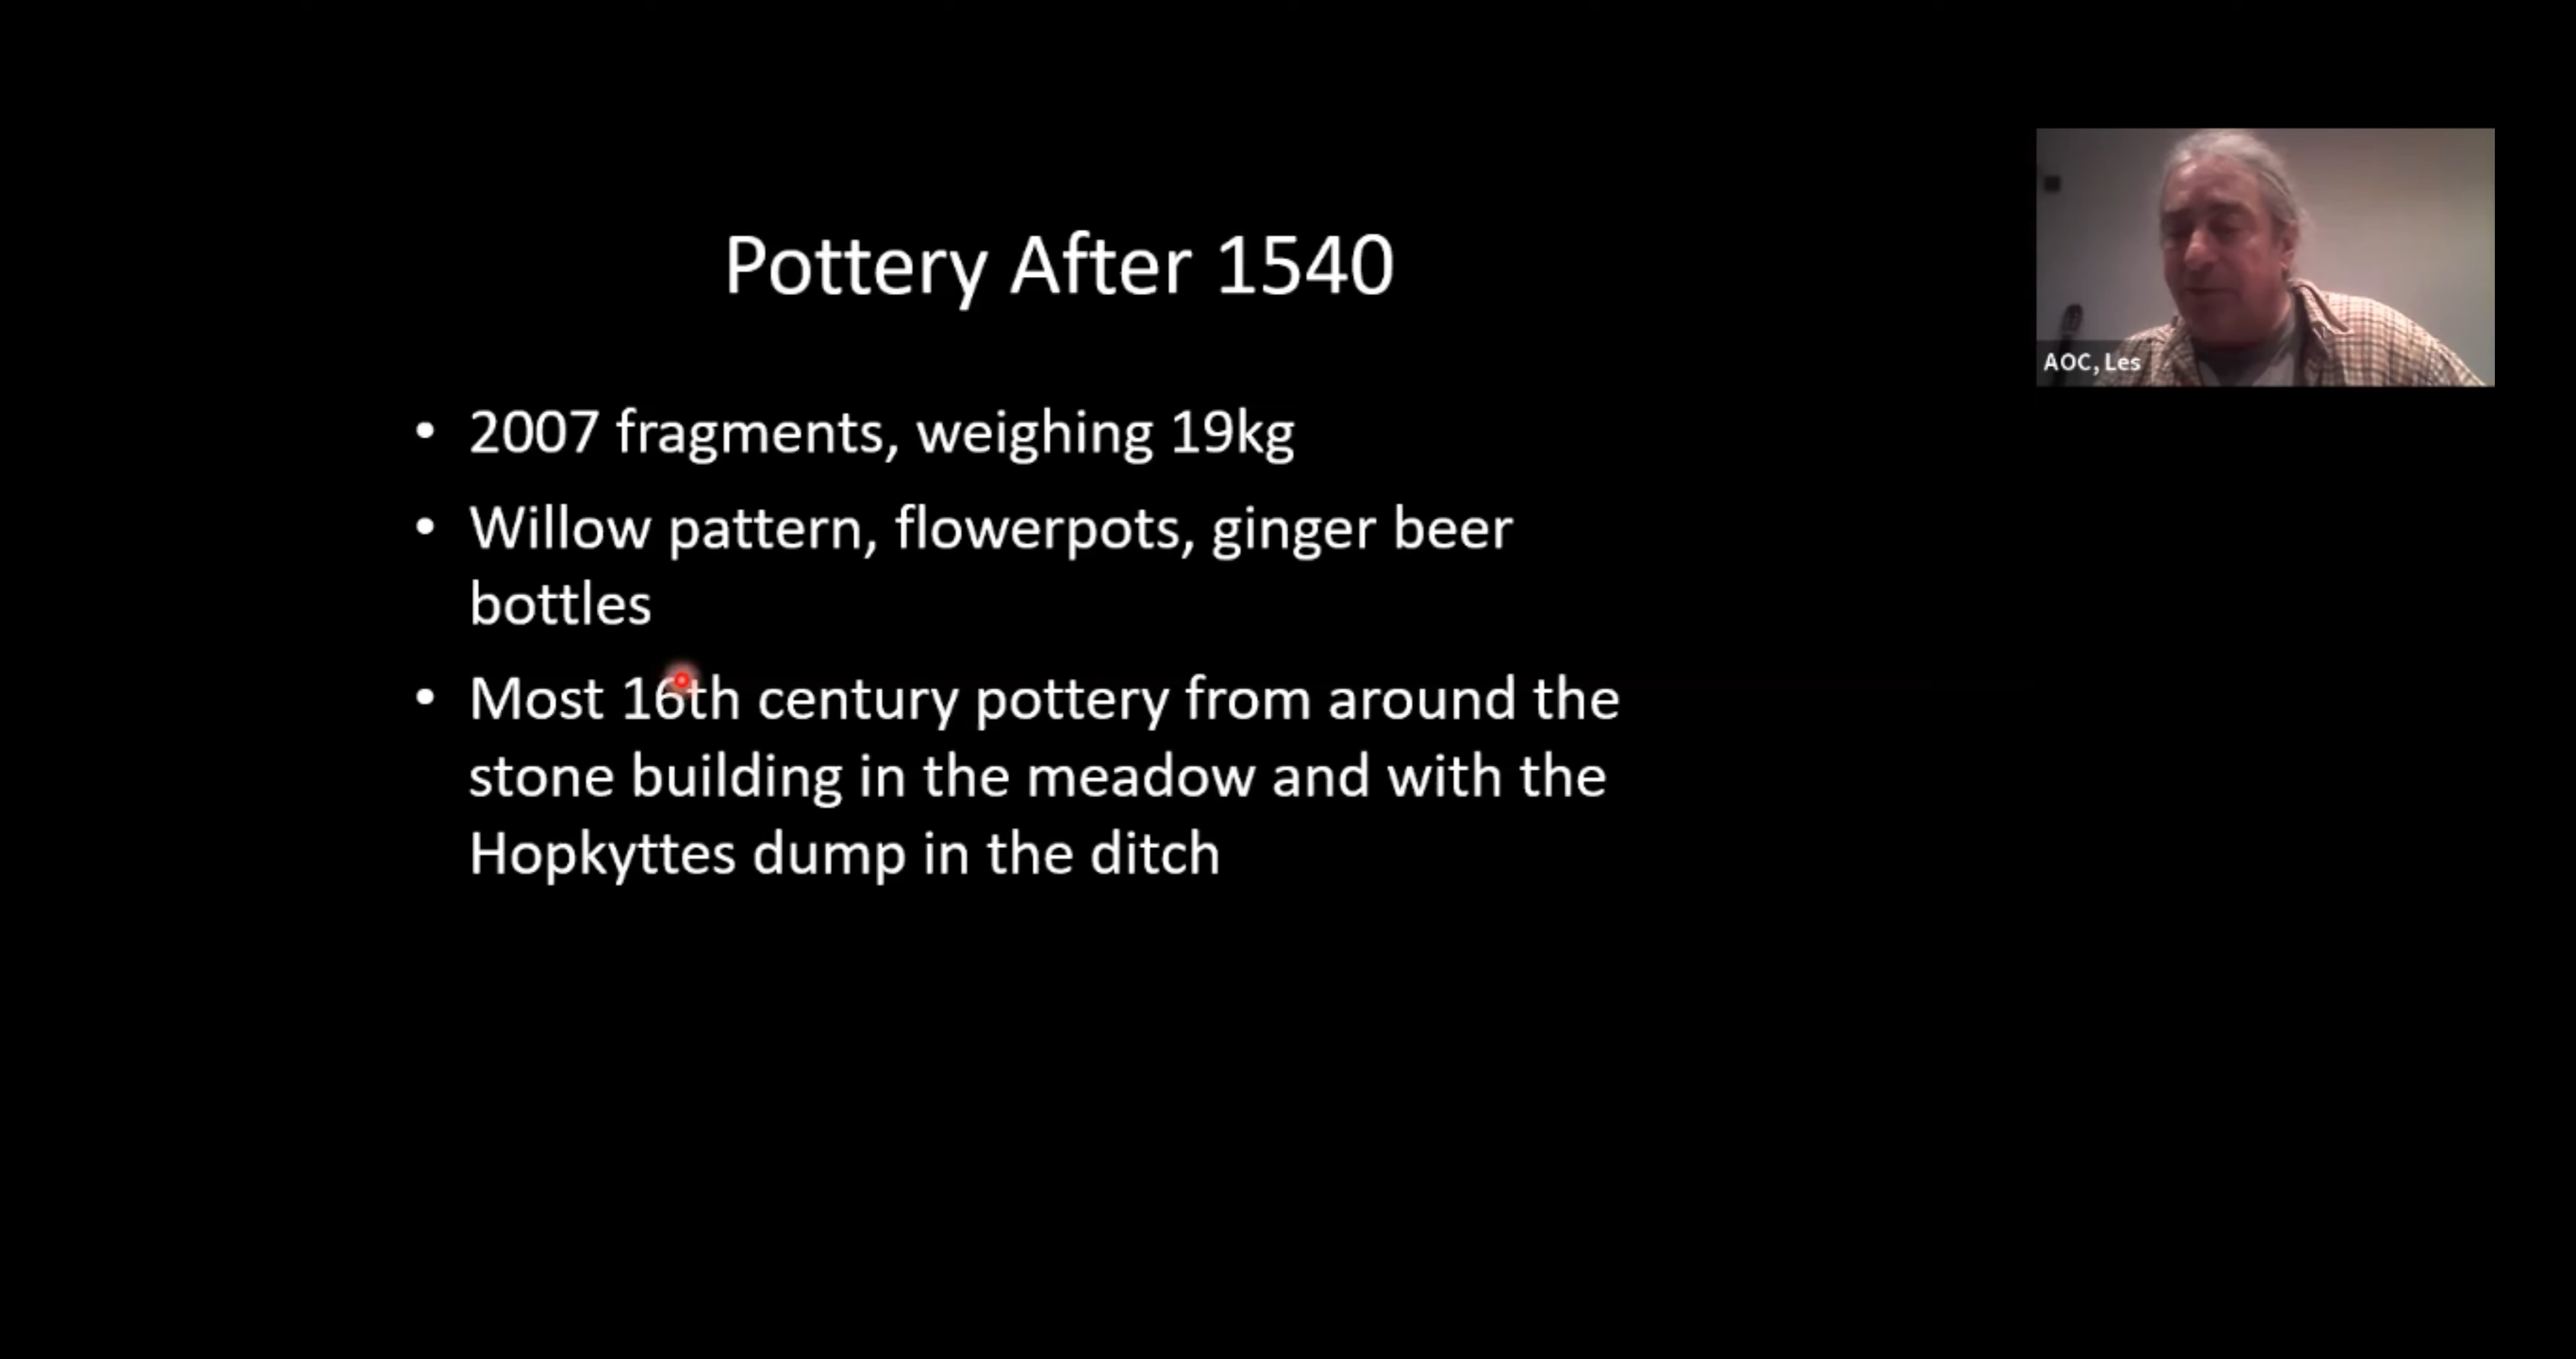 Pottery After 1540
AOC, Les
• 2007 fragments, weighing 19kg
• Willow pattern, flowerpots, ginger beer
bottles
• Most 16th century pottery from around the
stone building in the meadow and with the
Hopkyttes dump in the ditch